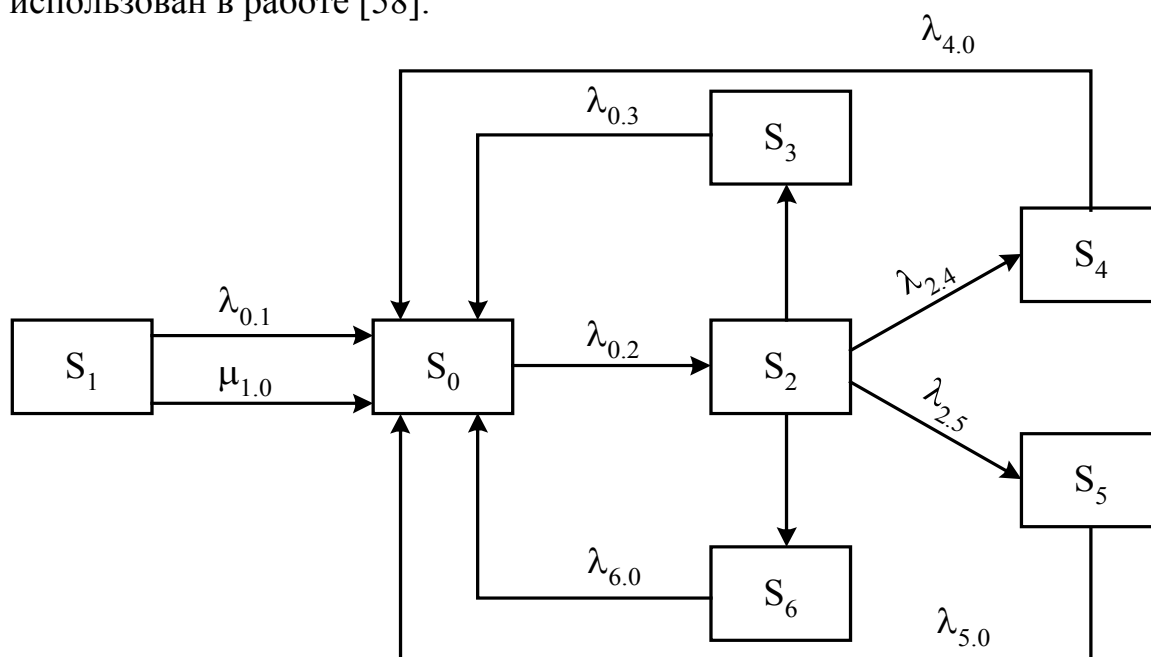 использован в работе [58].
λ4.0
λ0.3
S3
S4
λ2.4
λ0.1
λ0.2
S1
S0
S2
μ1.0
λ2.5
S5
λ6.0
S6
λ5.0